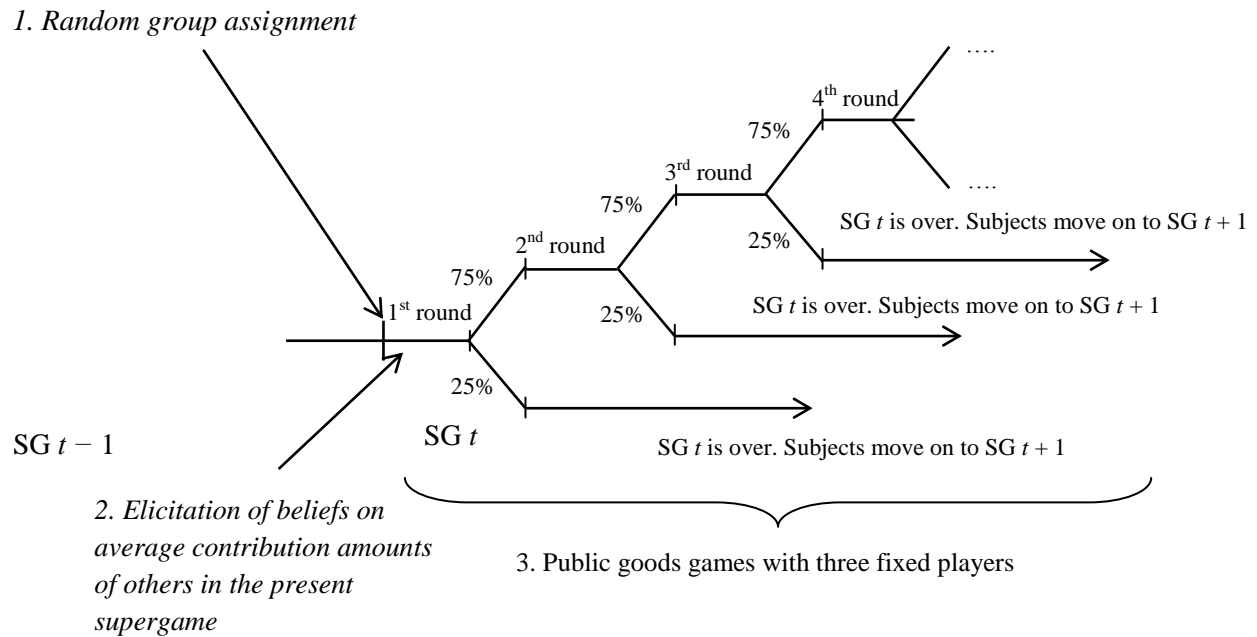 1. Random group assignment
….
4th round
75%
3rd round
….
75%
SG t is over. Subjects move on to SG t + 1
25%
2nd round
75%
SG t is over. Subjects move on to SG t + 1
1st round
25%
25%
SG t
SG t − 1
SG t is over. Subjects move on to SG t + 1
2. Elicitation of beliefs on
average contribution amounts
of others in the present
supergame
3. Public goods games with three fixed players